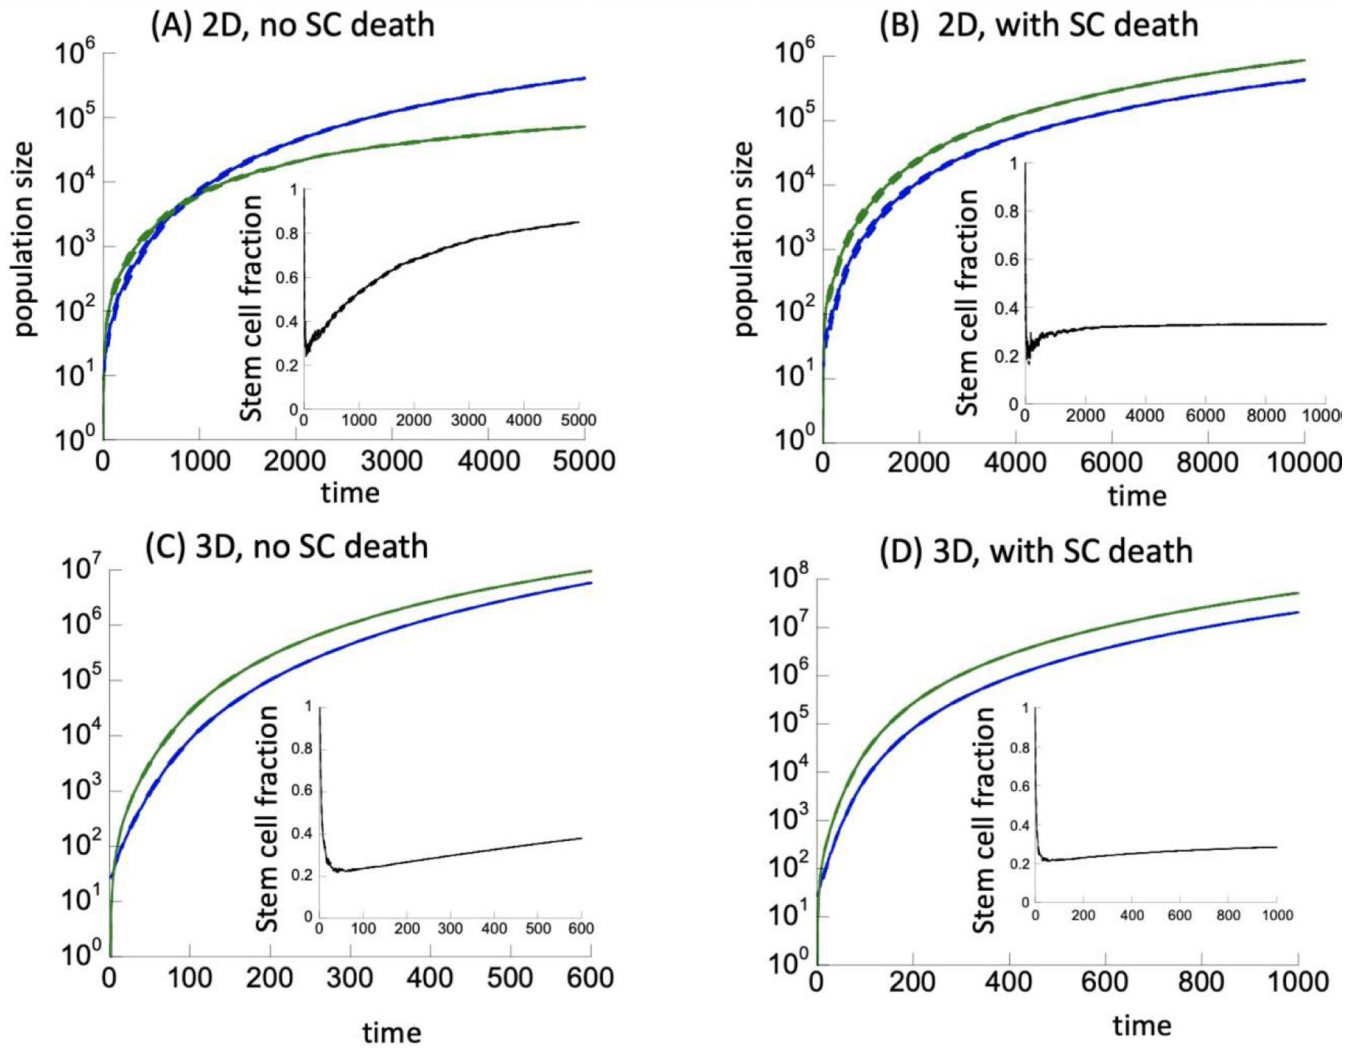 (A) 2D, no SC death
10^6
10^5
10^4
10^3
10^2
10^1
10^0
population size
0 1000 2000 3000 4000 5000
time
Stem cell fraction
1
0.8
0.6
0.4
0.2
0
0 1000 2000 3000 4000 5000
(B) 2D, with SC death
10^6
10^5
10^4
10^3
10^2
10^1
10^0
population size
0 2000 4000 6000 8000 10000
time
Stem cell fraction
1
0.8
0.6
0.4
0.2
0
0 2000 4000 6000 8000 10000
(C) 3D, no SC death
10^7
10^6
10^5
10^4
10^3
10^2
10^1
10^0
0 100 200 300 400 500 600
time
Stem cell fraction
1
0.8
0.6
0.4
0.2
0
0 100 200 300 400 500 600
(D) 3D, with SC death
10^8
10^7
10^6
10^5
10^4
10^3
10^2
10^1
10^0
0 200 400 600 800 1000
time
Stem cell fraction
1
0.8
0.6
0.4
0.2
0
0 200 400 600 800 1000